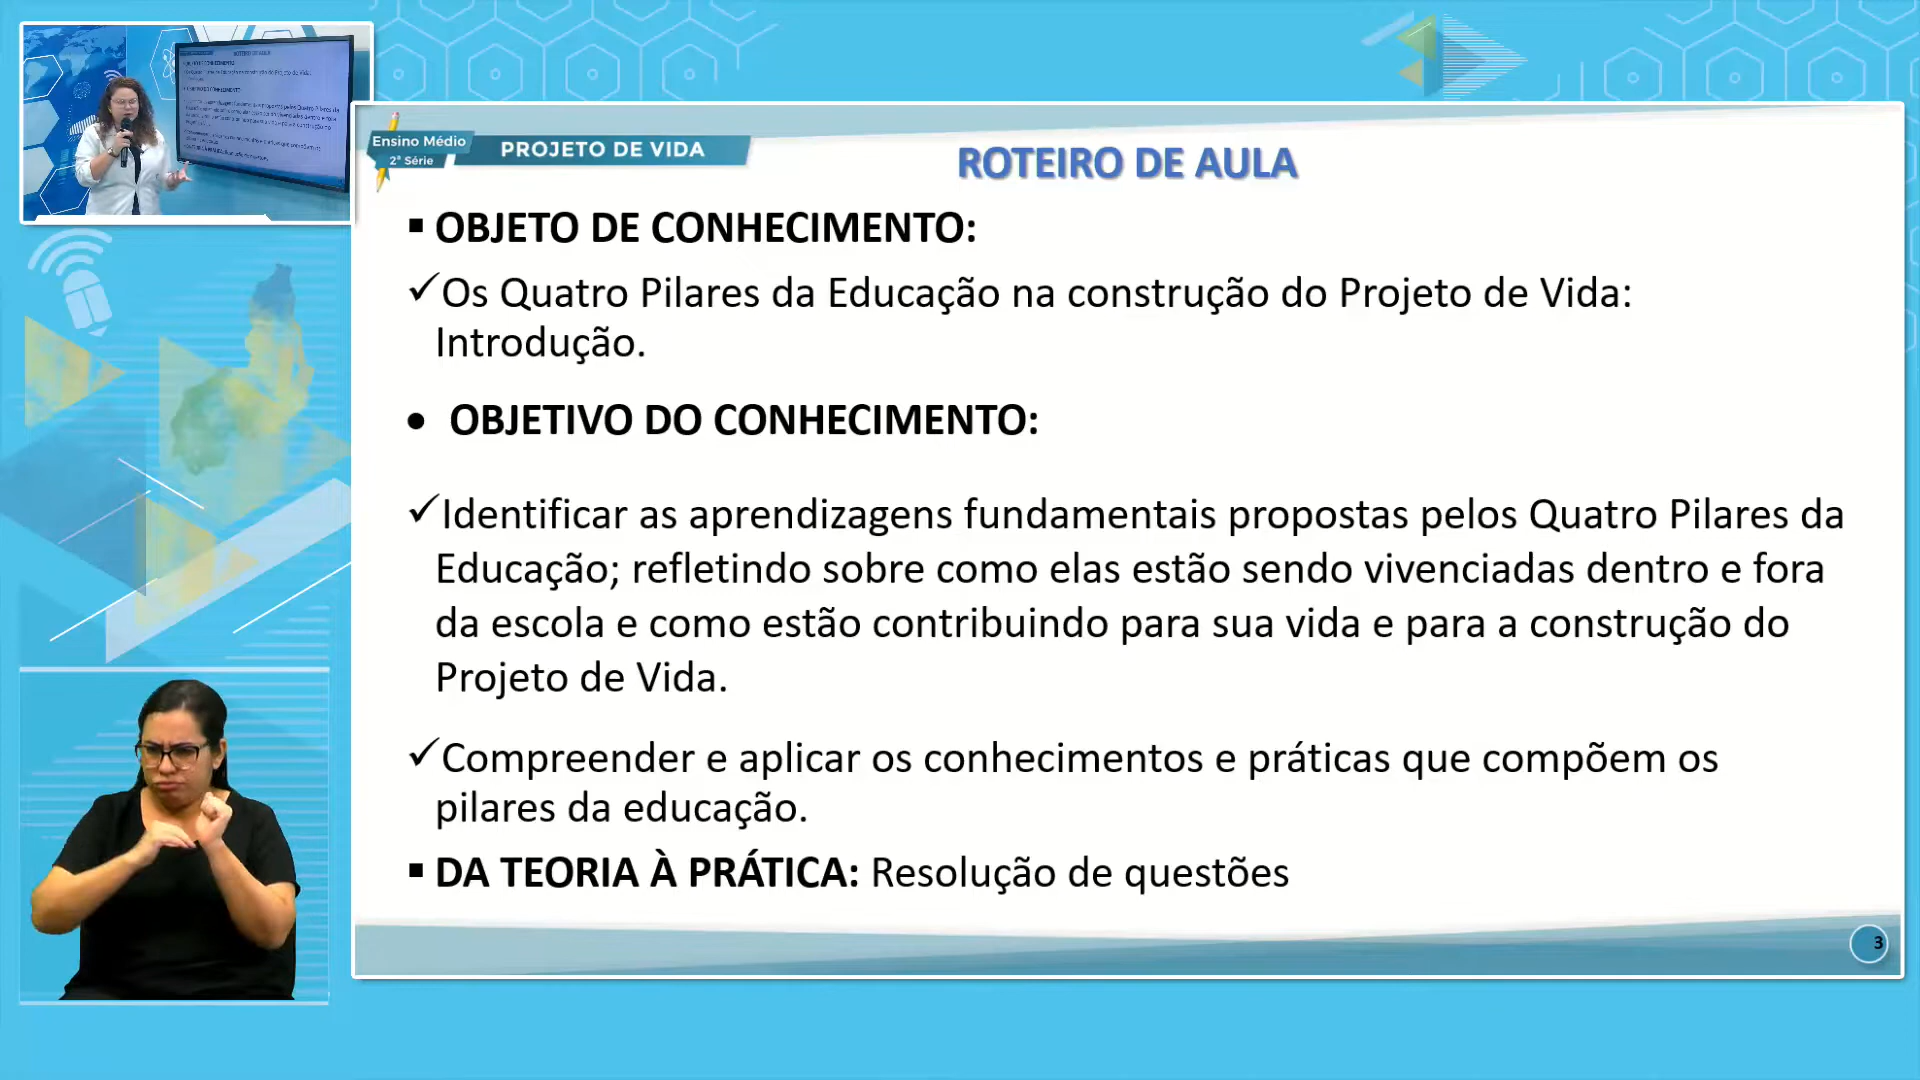 Ensino Médio
2ª Série
PROJETO DE VIDA
ROTEIRO DE AULA
▪ OBJETO DE CONHECIMENTO:
✓Os Quatro Pilares da Educação na construção do Projeto de Vida:
Introdução.
• OBJETIVO DO CONHECIMENTO:
✓Identificar as aprendizagens fundamentais propostas pelos Quatro Pilares da
Educação; refletindo sobre como elas estão sendo vivenciadas dentro e fora
da escola e como estão contribuindo para sua vida e para a construção do
Projeto de Vida.
✓Compreender e aplicar os conhecimentos e práticas que compõem os
pilares da educação.
▪ DA TEORIA À PRÁTICA: Resolução de questões
3
ROTEIRO DE AULA